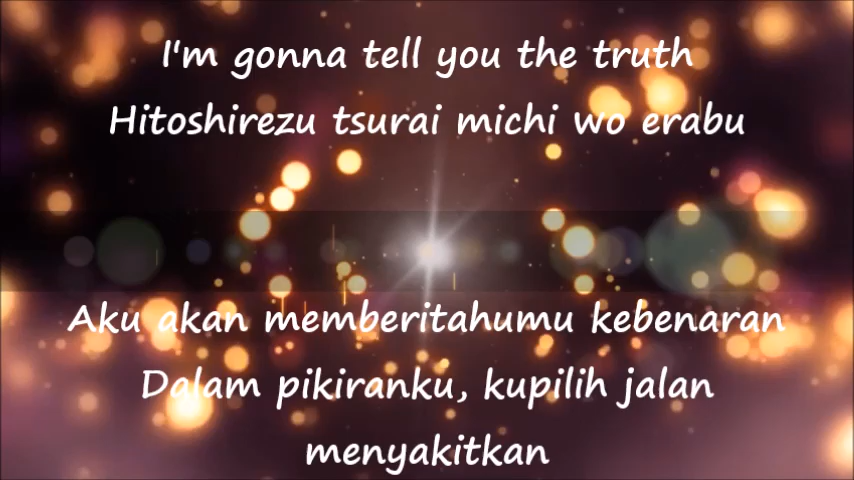 I'm gonna tell you the truth
Hitoshirezu tsurai michi wo erabu
Aku akan memberitahumu kebenaran
Dalam pikiranku, kupilih jalan
menyakitkan